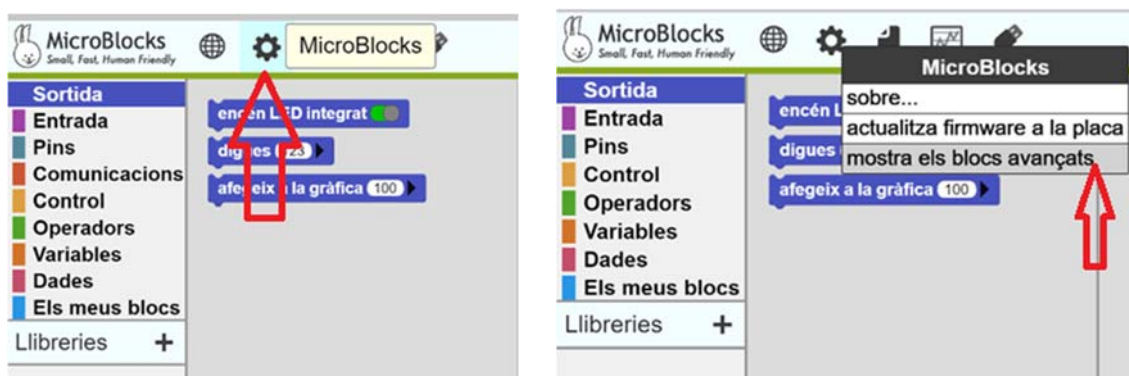 MicroBlocks
Small, Fast, Human Friendly
MicroBlocks
Sortida
Entrada
Pins
Comunicacions
Control
Operadors
Variables
Dades
Els meus blocs
Llibreries +
LED integrat
afegeix a la gràfica 100
MicroBlocks
Small, Fast, Human Friendly
MicroBlocks
sobre...
actualitza firmware a la placa
mostra els blocs avançats
Sortida
Entrada
Pins
Control
Operadors
Variables
Dades
Els meus blocs
Llibreries +
encén L
digues
afegeix a la gràfica 100